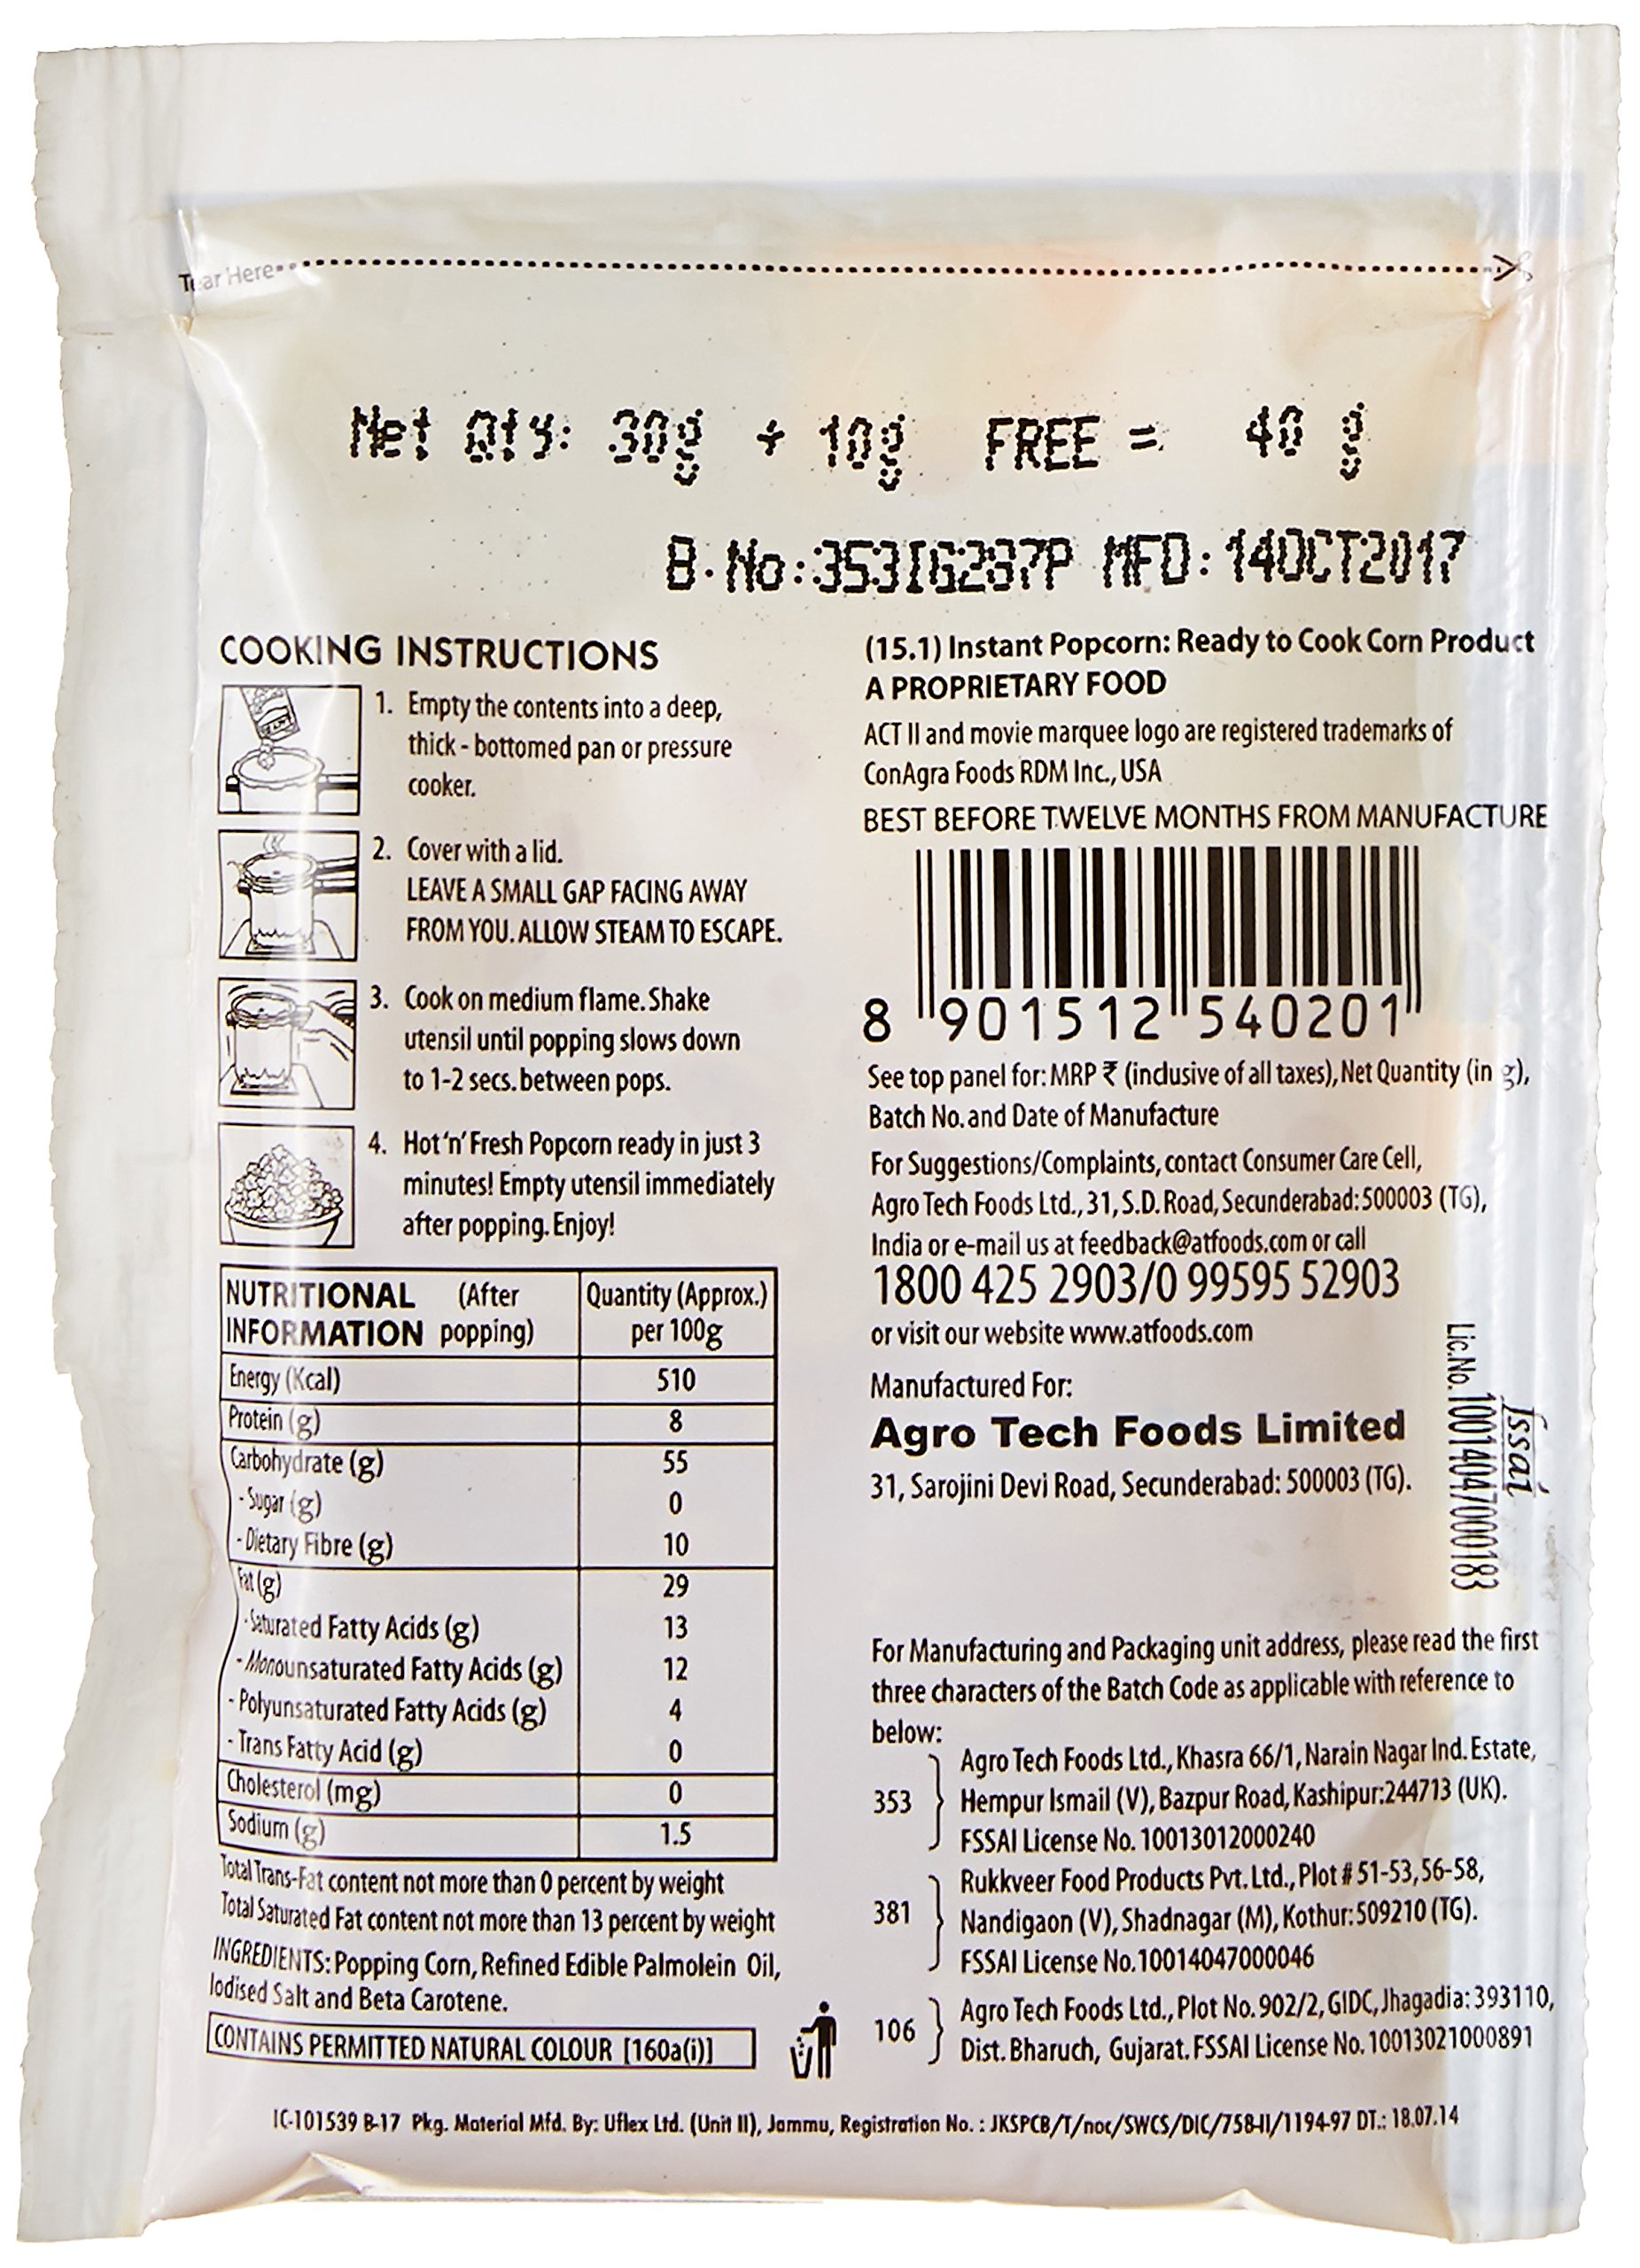 Tear Here
Net Qty: 30g + 10g FREE = 40 g
B.No:353IG287P MFD: 14OCT2017
COOKING INSTRUCTIONS
1. Empty the contents into a deep,
thick - bottomed pan or pressure
cooker.
2. Cover with a lid.
LEAVE A SMALL GAP FACING AWAY
FROM YOU. ALLOW STEAM TO ESCAPE.
3. Cook on medium flame. Shake
utensil until popping slows down
to 1-2 secs. between pops.
4. Hot 'n' Fresh Popcorn ready in just 3
minutes! Empty utensil immediately
after popping. Enjoy!
NUTRITIONAL (After Quantity (Approx.)
INFORMATION popping) per 100g
Energy (Kcal) 510
Protein (g) 8
Carbohydrate (g) 55
- Sugar (g) 0
- Dietary Fibre (g) 10
Fat (g) 29
- Saturated Fatty Acids (g) 13
- Monounsaturated Fatty Acids (g) 12
- Polyunsaturated Fatty Acids (g) 4
- Trans Fatty Acid (g) 0
Cholesterol (mg) 0
Sodium (g) 1.5
Total Trans-Fat content not more than 0 percent by weight
Total Saturated Fat content not more than 13 percent by weight
INGREDIENTS: Popping Corn, Refined Edible Palmolein Oil,
Iodised Salt and Beta Carotene.
CONTAINS PERMITTED NATURAL COLOUR [160a(i)]
(15.1) Instant Popcorn: Ready to Cook Corn Product
A PROPRIETARY FOOD
ACT II and movie marquee logo are registered trademarks of
ConAgra Foods RDM Inc., USA
BEST BEFORE TWELVE MONTHS FROM MANUFACTURE
8 901512 540201
See top panel for: MRP ₹ (inclusive of all taxes), Net Quantity (in g),
Batch No. and Date of Manufacture
For Suggestions/Complaints, contact Consumer Care Cell,
Agro Tech Foods Ltd., 31, S.D. Road, Secunderabad: 500003 (TG),
India or e-mail us at feedback@atfoods.com or call
1800 425 2903/0 99595 52903
or visit our website www.atfoods.com
Manufactured For:
Agro Tech Foods Limited
31, Sarojini Devi Road, Secunderabad: 500003 (TG).
fssai
Lic.No. 10014047000183
For Manufacturing and Packaging unit address, please read the first
three characters of the Batch Code as applicable with reference to
below:
353 Agro Tech Foods Ltd., Khasra 66/1, Narain Nagar Ind. Estate,
Hempur Ismail (V), Bazpur Road, Kashipur:244713 (UK).
FSSAI License No. 10013012000240
381 Rukkveer Food Products Pvt. Ltd., Plot # 51-53, 56-58,
Nandigaon (V), Shadnagar (M), Kothur: 509210 (TG).
FSSAI License No. 10014047000046
106 Agro Tech Foods Ltd., Plot No. 902/2, GIDC, Jhagadia: 393110,
Dist. Bharuch, Gujarat. FSSAI License No. 10013021000891
IC-101539 B-17 Pkg. Material Mfd. By: Uflex Ltd. (Unit II), Jammu, Registration No. : JKSPCB/T/noc/SWCS/DIC/758-II/1194-97 DT.: 18.07.14